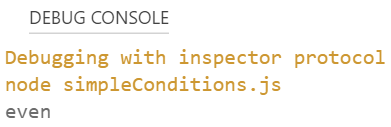 DEBUG CONSOLE
Debugging with inspector protocol
node simpleConditions.js
even